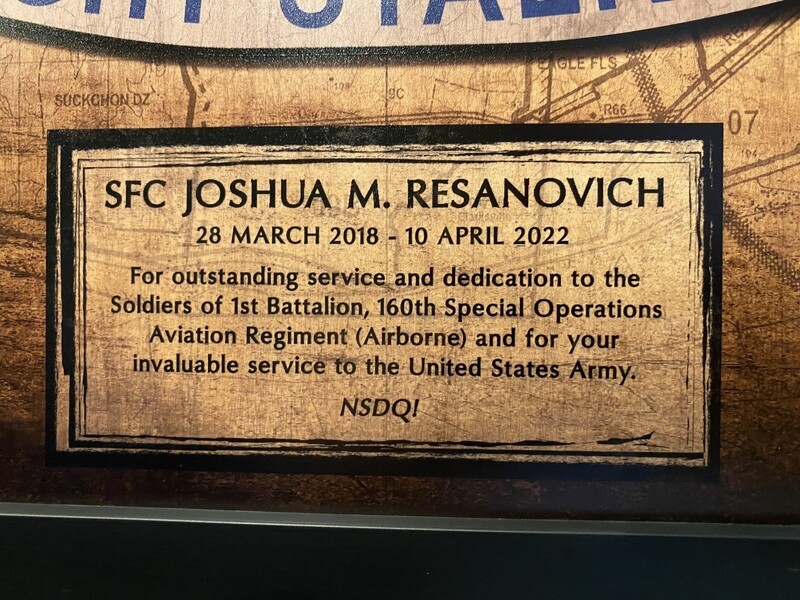 SUCKCHON DZ
SC
EAGLE FLS
R66
07
SFC JOSHUA M. RESANOVICH
28 MARCH 2018 - 10 APRIL 2022
For outstanding service and dedication to the
Soldiers of 1st Battalion, 160th Special Operations
Aviation Regiment (Airborne) and for your
invaluable service to the United States Army.
NSDQ!